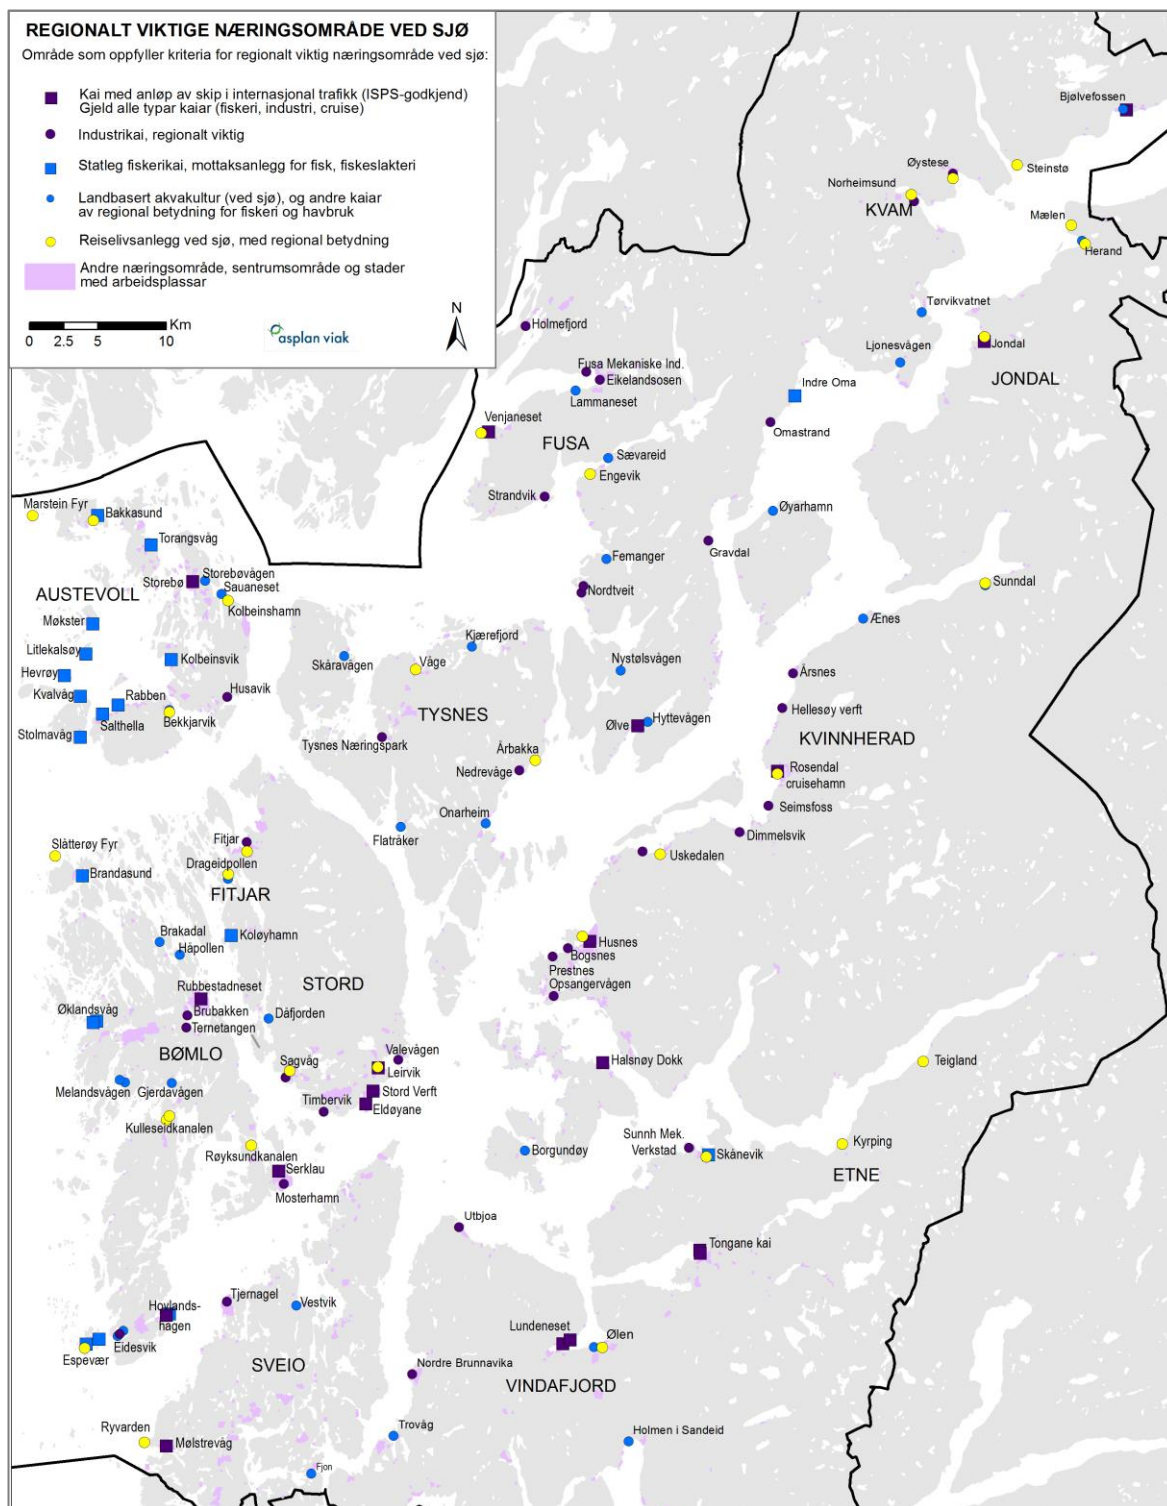 REGIONALT VIKTIGE NÆRINGSOMRÅDE VED SJØ
Område som oppfyller kriteria for regionalt viktig næringsområde ved sjø:
Kai med anløp av skip i internasjonal trafikk (ISPS-godkjend)
Gjeld alle typar kaiar (fiskeri, industri, cruise)
Industrikai, regionalt viktig
Statleg fiskerikai, mottaksanlegg for fisk, fiskeslakteri
Landbasert akvakultur (ved sjø), og andre kaiar
av regional betydning for fiskeri og havbruk
Reiselivsanlegg ved sjø, med regional betydning
Andre næringsområde, sentrumsområde og stader
med arbeidsplassar
Km
0 2.5 5 10
asplan viak
N
Bjølvefossen
Øystese
Steinstø
Norheimsund
KVAM
Mælen
Herand
Tørvikvatnet
Holmefjord
Ljonesvågen
Jondal
JONDAL
Fusa Mekaniske Ind.
Eikelandsosen
Lammaneset
Indre Oma
Omastrand
Venjaneset
FUSA
Sævareid
Engevik
Strandvik
Øyarhamn
Gravdal
Marstein Fyr
Bakkasund
Torangsvåg
Femanger
Nordtveit
Sunndal
Storebøvågen
Storebø
Sauaneset
AUSTEVOLL
Kolbeinshamn
Møkster
Ænes
Kjærefjord
Litlekalsøy
Kolbeinsvik
Skåravågen
Våge
Nystølsvågen
Hevrøy
Årsnes
Kvalvåg
Rabben
Husavik
Hellesøy verft
Salthella
Bekkjarvik
TYSNES
Hyttevågen
Ølve
Stolmavåg
Tysnes Næringspark
KVINNHERAD
Årbakka
Nedrevåge
Rosendal
cruisehamn
Seimsfoss
Onarheim
Flatråker
Dimmelsvik
Fitjar
Slåtterøy Fyr
Uskedalen
Drageidpollen
Brandasund
FITJAR
Brakadal
Koløyhamn
Håpollen
Husnes
Bogsnes
Prestnes
Opsangervågen
STORD
Rubbestadneset
Øklandsvåg
Brubakken
Ternetangen
Dåfjorden
BØMLO
Valevågen
Sagvåg
Leirvik
Halsnøy Dokk
Teigland
Melandsvågen
Gjerdavågen
Stord Verft
Timbervik
Eldøyane
Kulleseidkanalen
Sunnh Mek.
Verkstad
Skånevik
Kyrping
Røyksundkanalen
Borgundøy
ETNE
Serklau
Mosterhamn
Utbjoa
Tongane kai
Tjernagel
Vestvik
Hovlands-
hagen
Lundeneset
Ølen
Eidesvik
Espevær
SVEIO
Nordre Brunnavika
VINDAFJORD
Ryvarden
Mølstrevåg
Trovåg
Holmen i Sandeid
Fjon